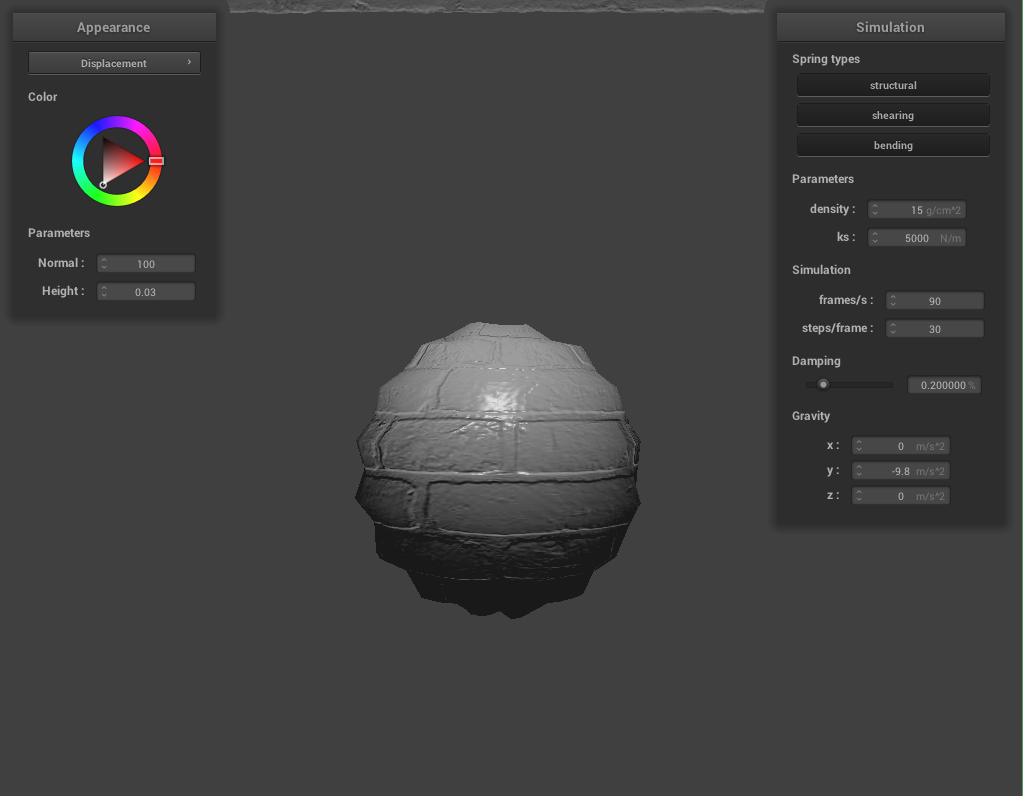 Appearance
Displacement
Color
Parameters
Normal : 100
Height : 0.03
Simulation
Spring types
structural
shearing
bending
Parameters
density : 15 g/cm^2
ks : 5000 N/m
Simulation
frames/s : 90
steps/frame : 30
Damping
0.200000 %
Gravity
x : 0 m/s^2
y : -9.8 m/s^2
z : 0 m/s^2